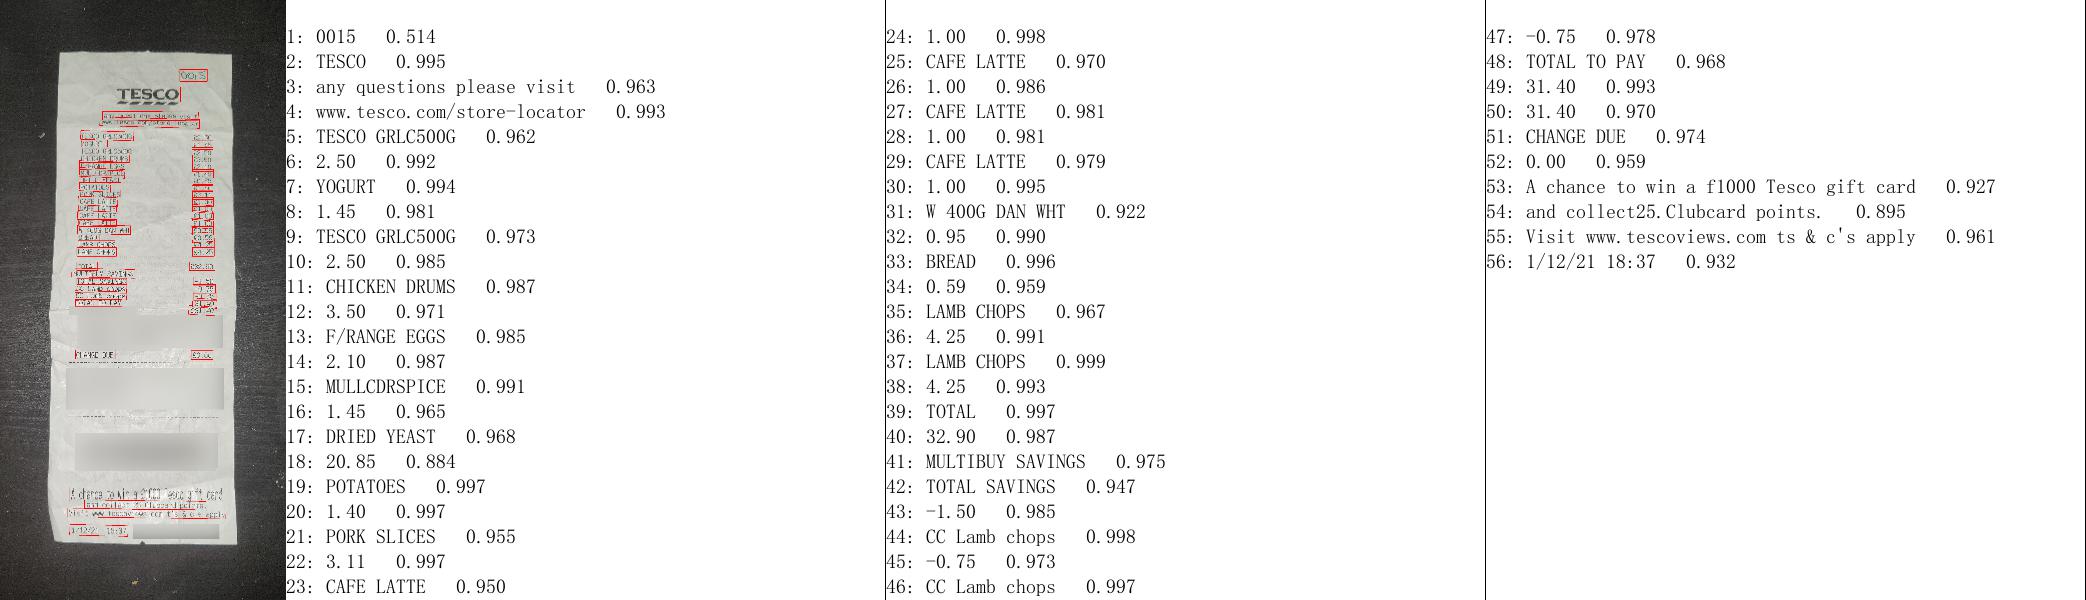 1: 0015 0.514
2: TESCO 0.995
3: any questions please visit 0.963
4: www.tesco.com/store-locator 0.993
5: TESCO GRLC500G 0.962
6: 2.50 0.992
7: YOGURT 0.994
8: 1.45 0.981
9: TESCO GRLC500G 0.973
10: 2.50 0.985
11: CHICKEN DRUMS 0.987
12: 3.50 0.971
13: F/RANGE EGGS 0.985
14: 2.10 0.987
15: MULLCDRSPICE 0.991
16: 1.45 0.965
17: DRIED YEAST 0.968
18: 20.85 0.884
19: POTATOES 0.997
20: 1.40 0.997
21: PORK SLICES 0.955
22: 3.11 0.997
23: CAFE LATTE 0.950
24: 1.00 0.998
25: CAFE LATTE 0.970
26: 1.00 0.986
27: CAFE LATTE 0.981
28: 1.00 0.981
29: CAFE LATTE 0.979
30: 1.00 0.995
31: W 400G DAN WHT 0.922
32: 0.95 0.990
33: BREAD 0.996
34: 0.59 0.959
35: LAMB CHOPS 0.967
36: 4.25 0.991
37: LAMB CHOPS 0.999
38: 4.25 0.993
39: TOTAL 0.997
40: 32.90 0.987
41: MULTIBUY SAVINGS 0.975
42: TOTAL SAVINGS 0.947
43: -1.50 0.985
44: CC Lamb chops 0.998
45: -0.75 0.973
46: CC Lamb chops 0.997
47: -0.75 0.978
48: TOTAL TO PAY 0.968
49: 31.40 0.993
50: 31.40 0.970
51: CHANGE DUE 0.974
52: 0.00 0.959
53: A chance to win a f1000 Tesco gift card 0.927
54: and collect25.Clubcard points. 0.895
55: Visit www.tescoviews.com ts & c's apply 0.961
56: 1/12/21 18:37 0.932
TESCO